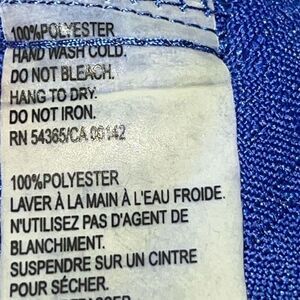 100%POLYESTER
HAND WASH COLD.
DO NOT BLEACH.
HANG TO DRY.
DO NOT IRON.
RN 54365/CA 00142
100%POLYESTER
LAVER À LA MAIN À L'EAU FROIDE.
N'UTILISEZ PAS D'AGENT DE
BLANCHIMENT.
SUSPENDRE SUR UN CINTRE
POUR SÉCHER.